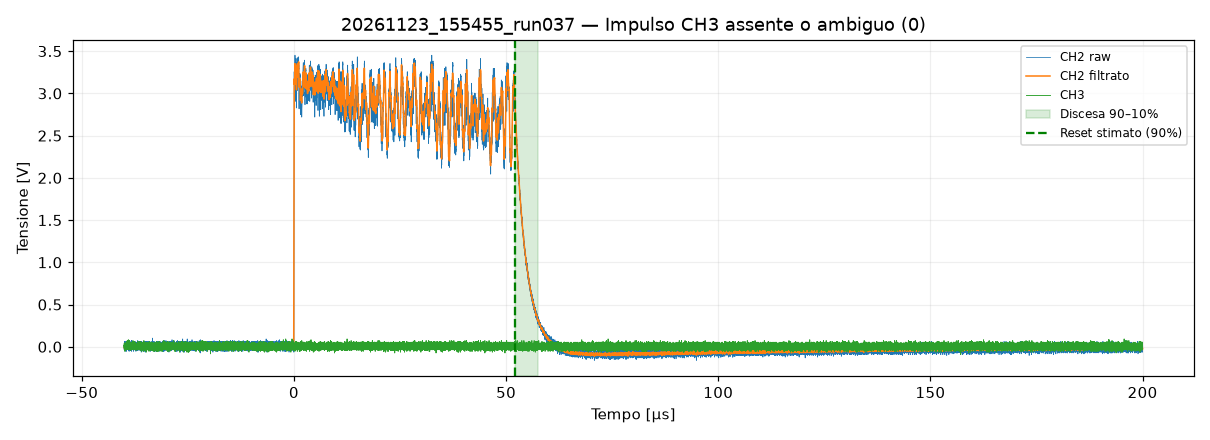 20261123_155455_run037 — Impulso CH3 assente o ambiguo (0)
Tensione [V]
3.5
3.0
2.5
2.0
1.5
1.0
0.5
0.0
CH2 raw
CH2 filtrato
CH3
Discesa 90–10%
Reset stimato (90%)
−50
0
50
100
150
200
Tempo [µs]